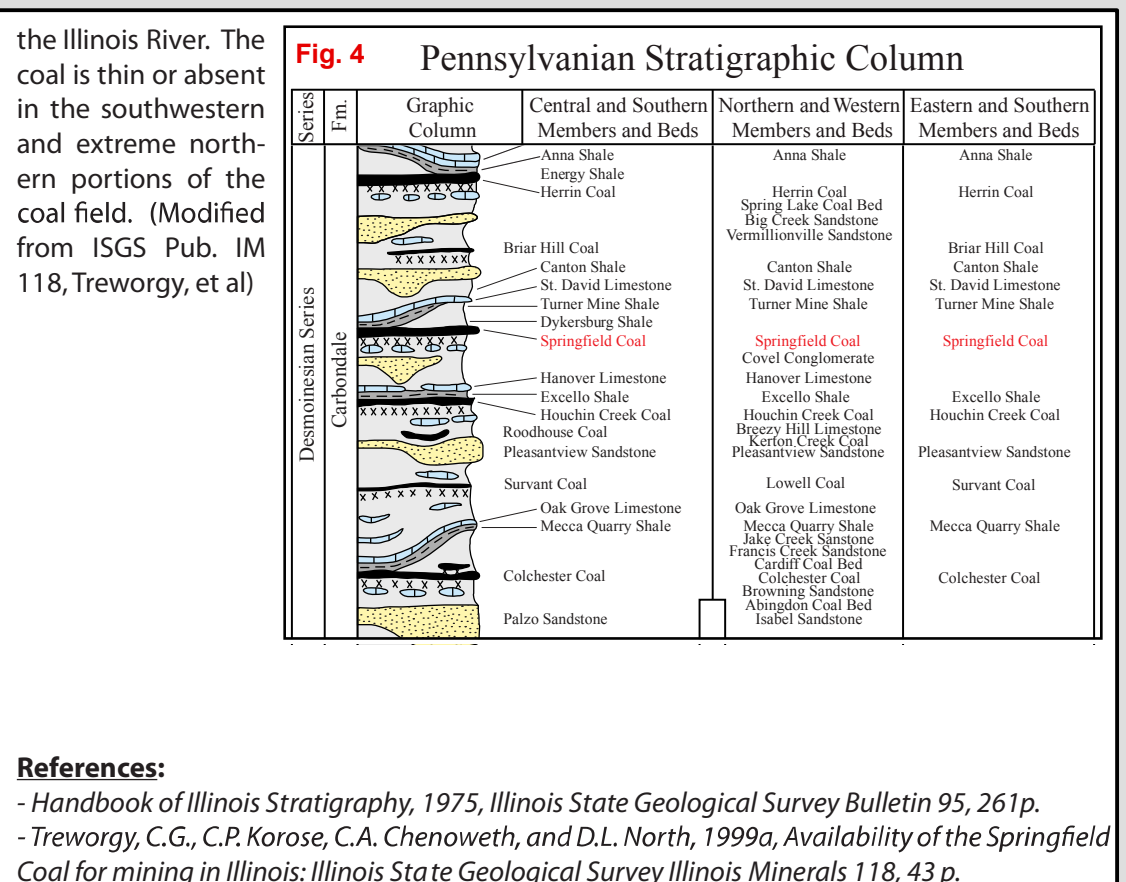 the Illinois River. The
coal is thin or absent
in the southwestern
and extreme north-
ern portions of the
coal field. (Modified
from ISGS Pub. IM
118, Treworgy, et al)
Fig. 4
Pennsylvanian Stratigraphic Column
Series
Fm.
Graphic
Column
Central and Southern
Members and Beds
Northern and Western
Members and Beds
Eastern and Southern
Members and Beds
Desmoinesian Series
Carbondale
Anna Shale
Energy Shale
Herrin Coal
Briar Hill Coal
Canton Shale
St. David Limestone
Turner Mine Shale
Dykersburg Shale
Springfield Coal
Hanover Limestone
Excello Shale
Houchin Creek Coal
Roodhouse Coal
Pleasantview Sandstone
Survant Coal
Oak Grove Limestone
Mecca Quarry Shale
Colchester Coal
Palzo Sandstone
Anna Shale
Herrin Coal
Spring Lake Coal Bed
Big Creek Sandstone
Vermillionville Sandstone
Canton Shale
St. David Limestone
Turner Mine Shale
Springfield Coal
Covel Conglomerate
Hanover Limestone
Excello Shale
Houchin Creek Coal
Breezy Hill Limestone
Kerton Creek Coal
Pleasantview Sandstone
Lowell Coal
Oak Grove Limestone
Mecca Quarry Shale
Jake Creek Sanstone
Francis Creek Sandstone
Cardiff Coal Bed
Colchester Coal
Browning Sandstone
Abingdon Coal Bed
Isabel Sandstone
Anna Shale
Herrin Coal
Briar Hill Coal
Canton Shale
St. David Limestone
Turner Mine Shale
Springfield Coal
Excello Shale
Houchin Creek Coal
Pleasantview Sandstone
Survant Coal
Mecca Quarry Shale
Colchester Coal
References:
- Handbook of Illinois Stratigraphy, 1975, Illinois State Geological Survey Bulletin 95, 261p.
- Treworgy, C.G., C.P. Korose, C.A. Chenoweth, and D.L. North, 1999a, Availability of the Springfield
Coal for mining in Illinois: Illinois State Geological Survey Illinois Minerals 118, 43 p.